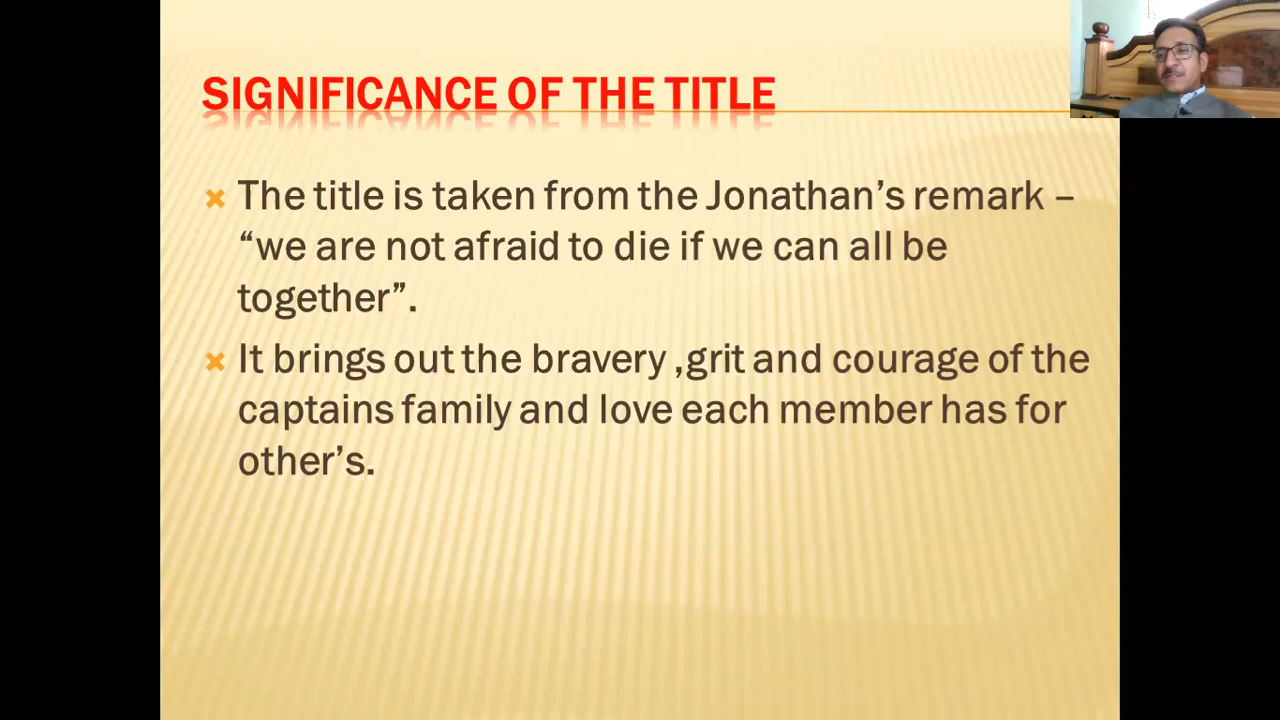 SIGNIFICANCE OF THE TITLE
The title is taken from the Jonathan’s remark –
“we are not afraid to die if we can all be
together”.
It brings out the bravery ,grit and courage of the
captains family and love each member has for
other’s.